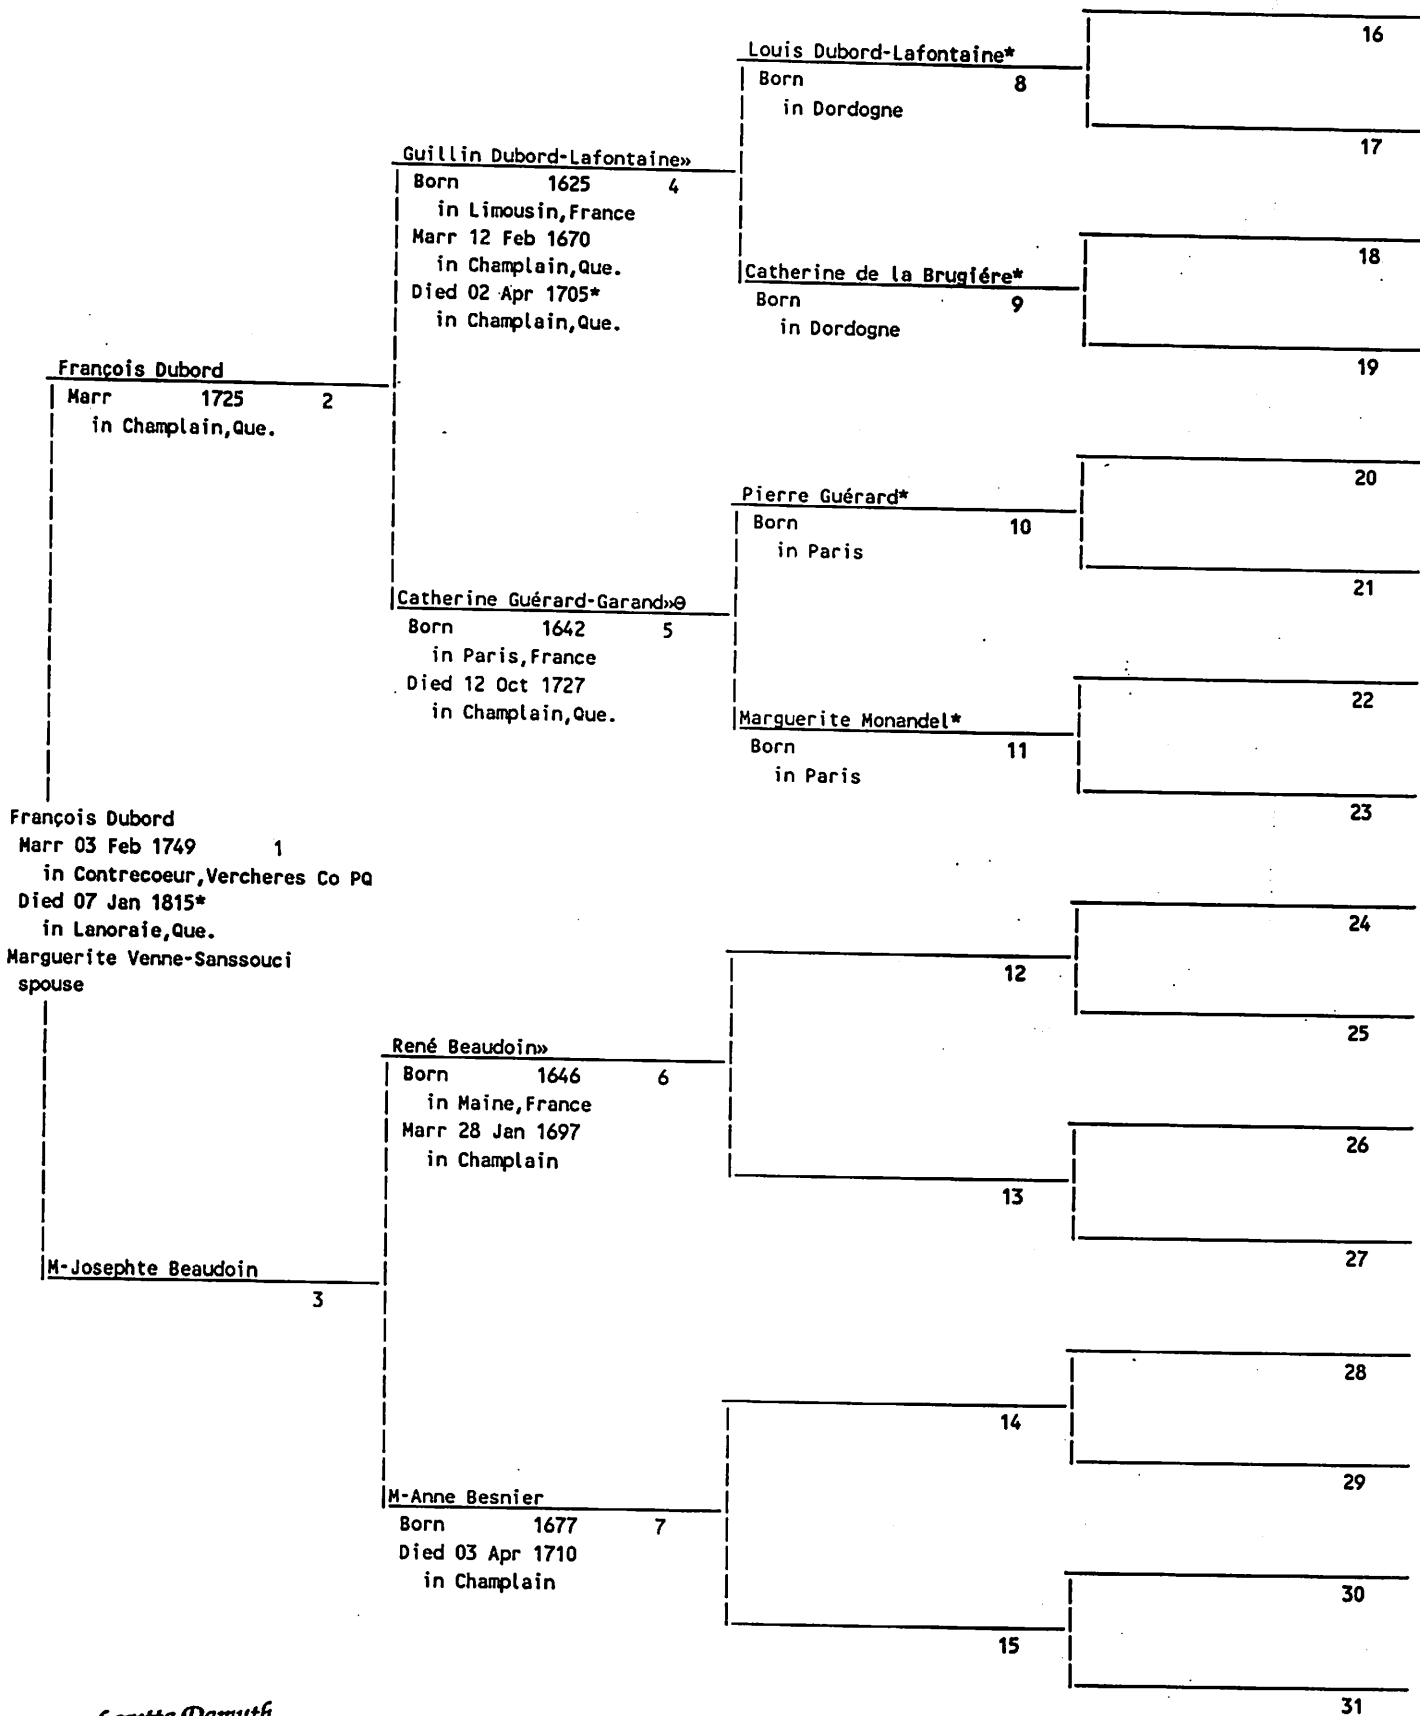 16
Louis Dubord-Lafontaine*
Born 8
in Dordogne
17
Guillin Dubord-Lafontaine»
Born 1625 4
in Limousin,France
Marr 12 Feb 1670
in Champlain,Que.
Died 02 Apr 1705*
in Champlain,Que.
18
Catherine de la Brugiére*
Born 9
in Dordogne
19
François Dubord
Marr 1725 2
in Champlain,Que.
20
Pierre Guérard*
Born 10
in Paris
21
Catherine Guérard-Garand»Θ
Born 1642 5
in Paris,France
Died 12 Oct 1727
in Champlain,Que.
22
Marguerite Monandel*
Born 11
in Paris
23
François Dubord
Marr 03 Feb 1749 1
in Contrecoeur,Vercheres Co PQ
Died 07 Jan 1815*
in Lanoraie,Que.
Marguerite Venne-Sanssouci
spouse
24
12
25
René Beaudoin»
Born 1646 6
in Maine,France
Marr 28 Jan 1697
in Champlain
26
13
27
M-Josephte Beaudoin
3
28
14
29
M-Anne Besnier
Born 1677 7
Died 03 Apr 1710
in Champlain
30
15
31
Loretta Damuth